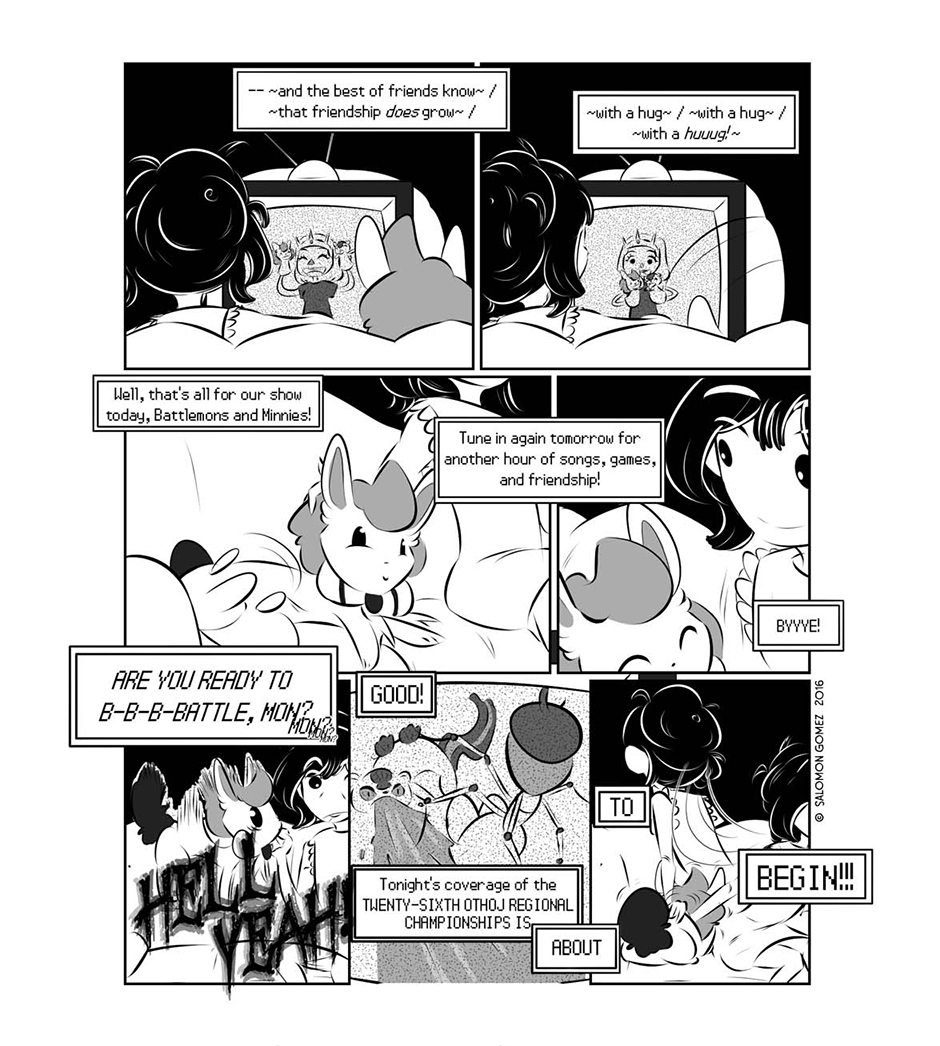 -- ~and the best of friends know~ /
~that friendship does grow~ /
~with a hug~ / ~with a hug~ /
~with a huuug!~
Well, that's all for our show
today, Battlemons and Minnies!
Tune in again tomorrow for
another hour of songs, games,
and friendship!
BYYYE!
ARE YOU READY TO
B-B-B-BATTLE, MON?
MON?
MON?
MON?
HELL
YEAH!
GOOD!
Tonight's coverage of the
TWENTY-SIXTH OTHOJ REGIONAL
CHAMPIONSHIPS IS
ABOUT
TO
BEGIN!!!
© SALOMON GOMEZ 2016